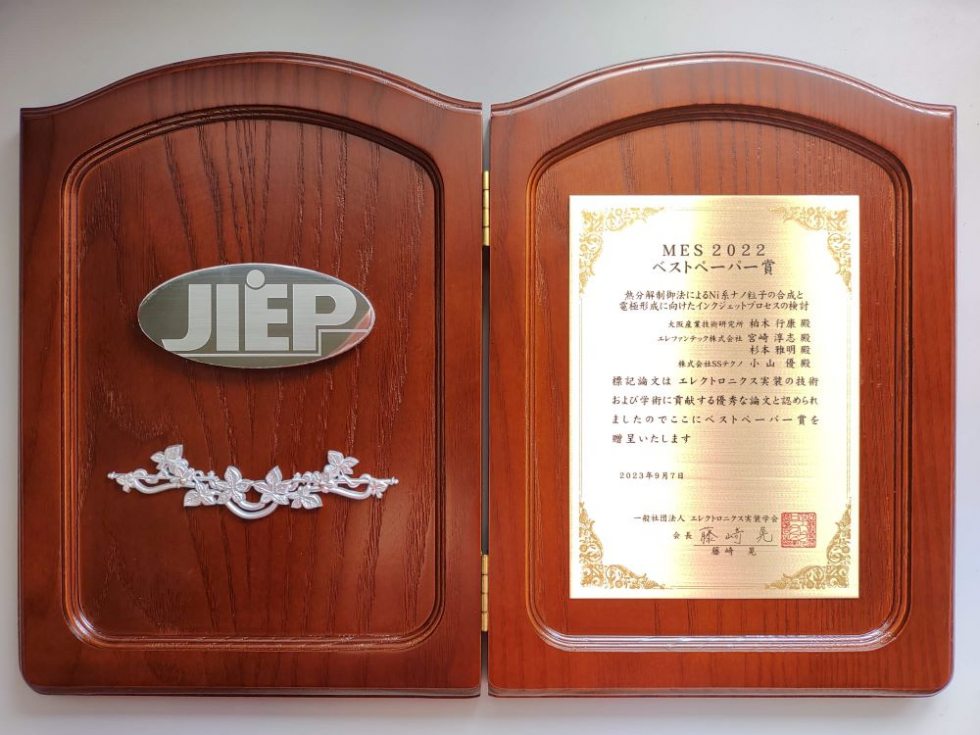 JIEP
MES 2022
ベストペーパー賞
熱分解制御法によるNi系ナノ粒子の合成と
電極形成に向けたインクジェットプロセスの検討
大阪産業技術研究所 柏木 行康 殿
エレファンテック株式会社 宮崎 淳志 殿
杉本 雅明 殿
株式会社SSテクノ 小山 優 殿
標記論文は エレクトロニクス実装の技術
および学術に貢献する優秀な論文と認められ
ましたのでここにベストペーパー賞を
贈呈いたします
2023年9月7日
一般社団法人 エレクトロニクス実装学会
会長 藤崎 晃
藤崎 晃